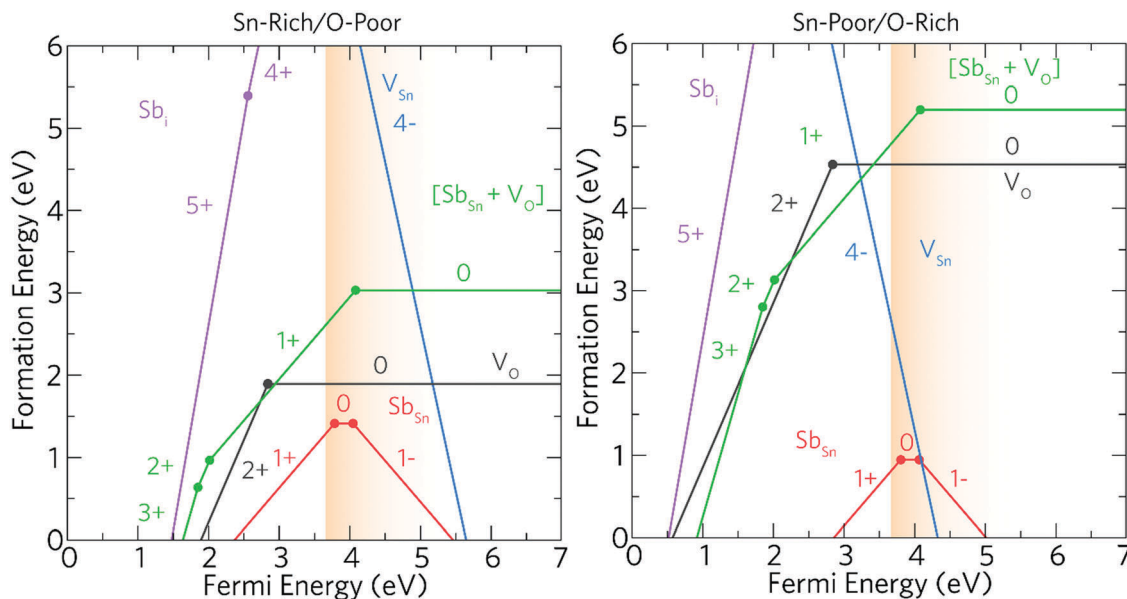 Sn-Rich/O-Poor
Formation Energy (eV)
6
5
4
3
2
1
0
4+
Sb_i
5+
V_Sn
4-
[Sb_Sn + V_O]
0
1+
0
V_O
0
Sb_Sn
2+
2+
1+
1-
3+
0 1 2 3 4 5 6 7
Fermi Energy (eV)
Sn-Poor/O-Rich
Formation Energy (eV)
6
5
4
3
2
1
0
[Sb_Sn + V_O]
0
Sb_i
1+
0
V_O
2+
5+
4-
V_Sn
2+
3+
Sb_Sn
0
1+
1-
0 1 2 3 4 5 6 7
Fermi Energy (eV)